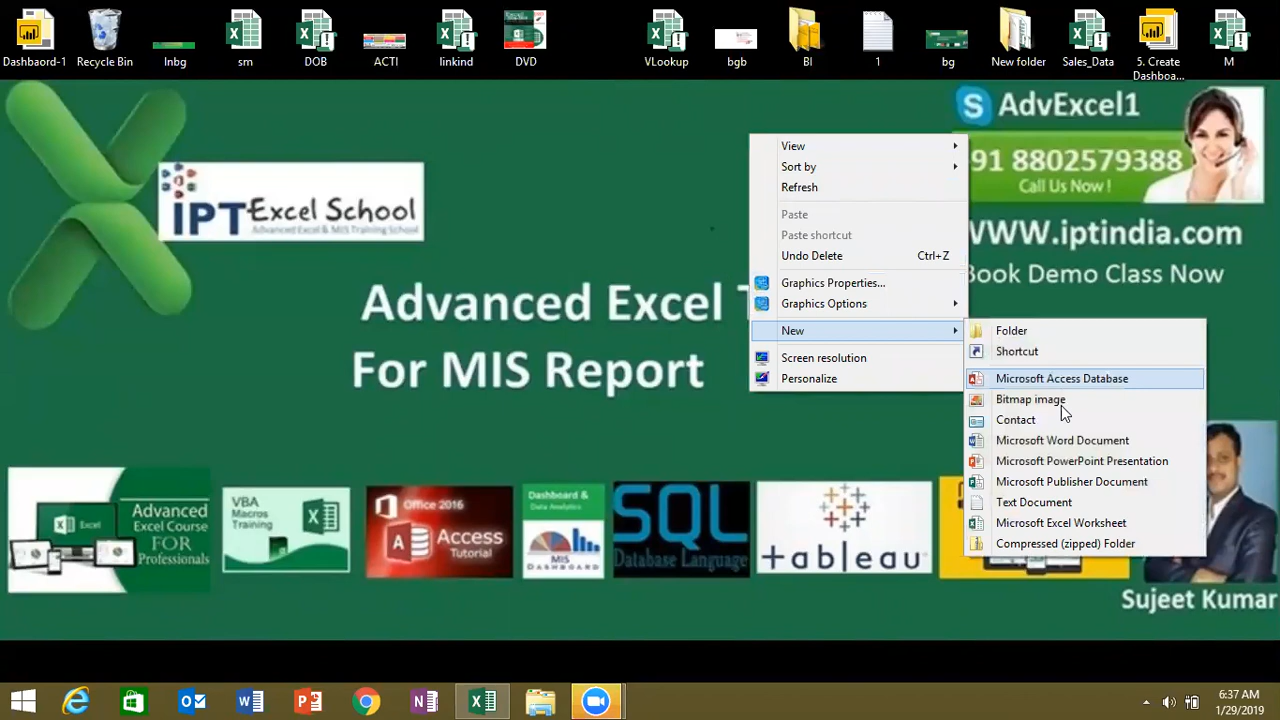 Dashbaord-1
Recycle Bin
Inbg
sm
DOB
ACTI
linkind
DVD
VLookup
bgb
BI
1
bg
New folder
Sales_Data
5. Create
Dashboa...
M
S AdvExcel1
91 8802579388
Call Us Now !
IPT Excel School
Advanced Excel & MIS Training School
WWW.iptindia.com
Book Demo Class Now
Advanced Excel T
For MIS Report
View
Sort by
Refresh
Paste
Paste shortcut
Undo Delete Ctrl+Z
Graphics Properties...
Graphics Options
New
Screen resolution
Personalize
Folder
Shortcut
Microsoft Access Database
Bitmap image
Contact
Microsoft Word Document
Microsoft PowerPoint Presentation
Microsoft Publisher Document
Text Document
Microsoft Excel Worksheet
Compressed (zipped) Folder
Excel
Advanced
Excel Course
FOR
Professionals
VBA
Macros
Training
Office 2016
Access
Tutorial
Dashboard &
Data Analytics
MIS
DASHBOARD
SQL
Database Language
+ableau
Sujeet Kumar
6:37 AM
1/29/2019